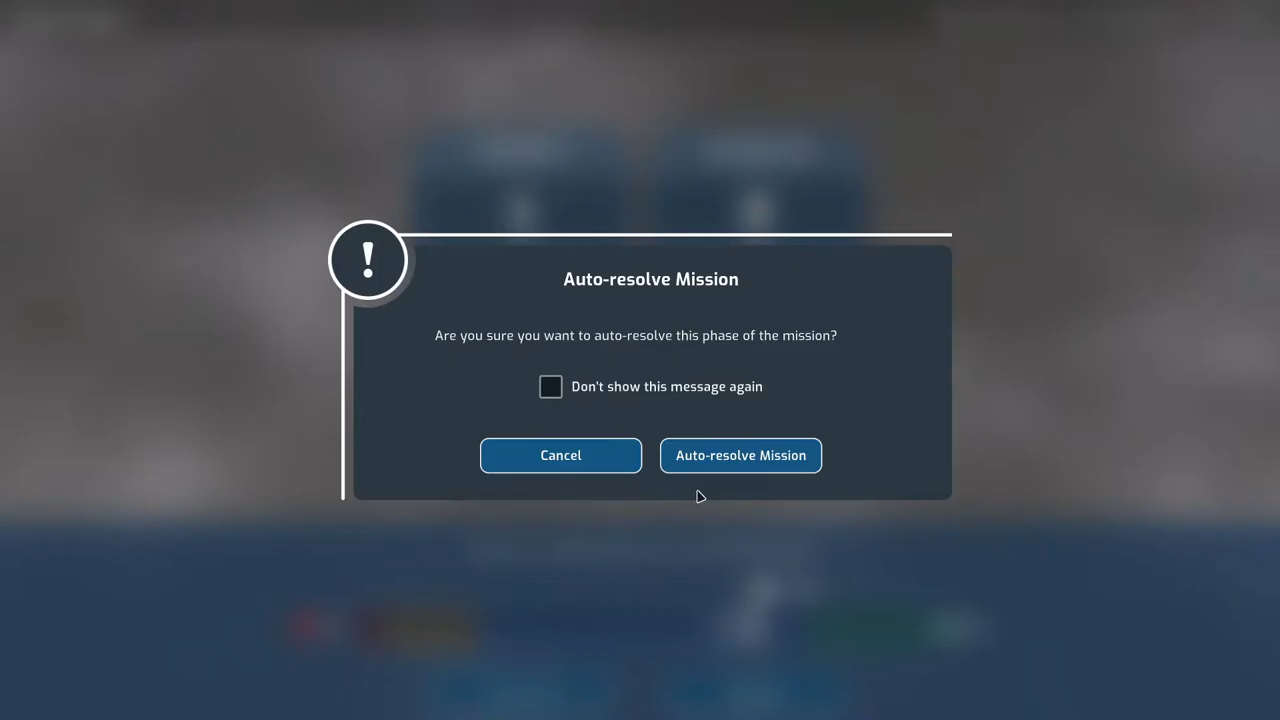 !
Auto-resolve Mission
Are you sure you want to auto-resolve this phase of the mission?
Don't show this message again
Cancel
Auto-resolve Mission